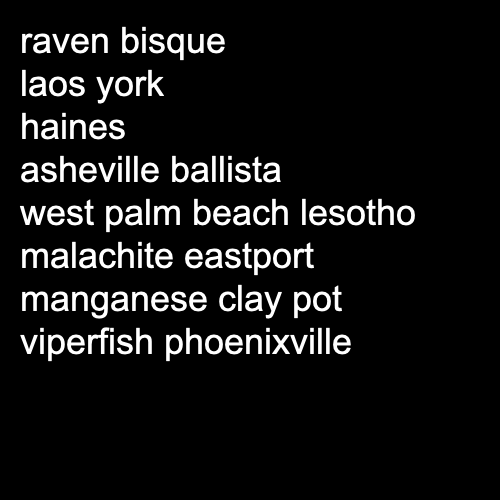 raven bisque
laos york
haines
asheville ballista
west palm beach lesotho
malachite eastport
manganese clay pot
viperfish phoenixville